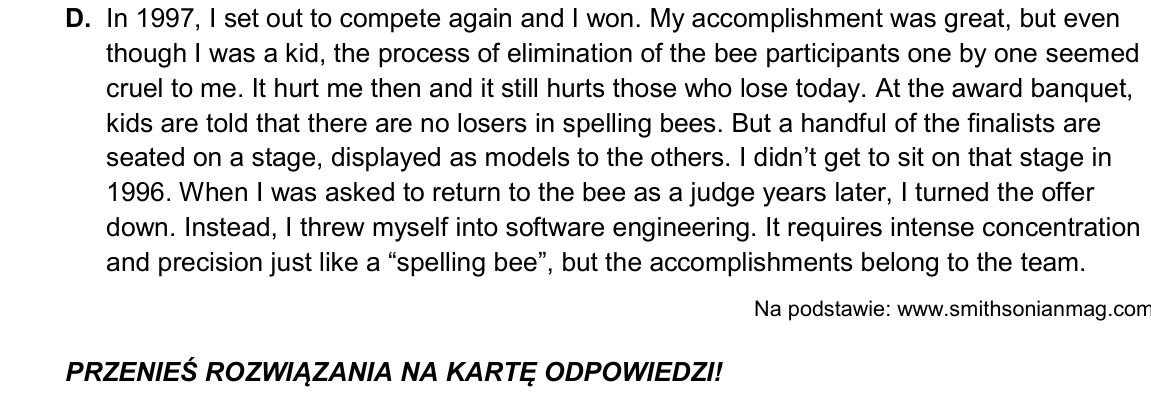 D. In 1997, I set out to compete again and I won. My accomplishment was great, but even
though I was a kid, the process of elimination of the bee participants one by one seemed
cruel to me. It hurt me then and it still hurts those who lose today. At the award banquet,
kids are told that there are no losers in spelling bees. But a handful of the finalists are
seated on a stage, displayed as models to the others. I didn’t get to sit on that stage in
1996. When I was asked to return to the bee as a judge years later, I turned the offer
down. Instead, I threw myself into software engineering. It requires intense concentration
and precision just like a “spelling bee”, but the accomplishments belong to the team.
Na podstawie: www.smithsonianmag.com
PRZENIEŚ ROZWIĄZANIA NA KARTĘ ODPOWIEDZI!